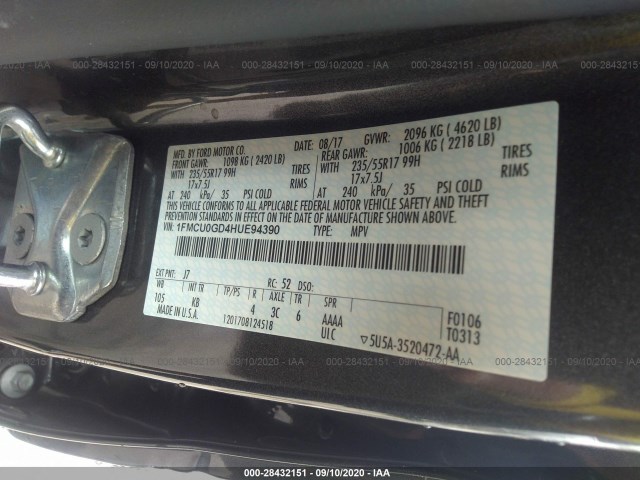 000-28432151 - 09/10/2020 - IAA
MFD. BY FORD MOTOR CO.
DATE: 08/17 GVWR: 2096 KG ( 4620 LB)
FRONT GAWR: 1098 KG ( 2420 LB)
REAR GAWR: 1006 KG ( 2218 LB)
WITH 235/55R17 99H TIRES
WITH 235/55R17 99H TIRES
17x7.5J RIMS
17x7.5J RIMS
AT 240 kPa/ 35 PSI COLD
AT 240 kPa/ 35 PSI COLD
THIS VEHICLE CONFORMS TO ALL APPLICABLE FEDERAL MOTOR VEHICLE SAFETY AND THEFT
PREVENTION STANDARDS IN EFFECT ON THE DATE OF MANUFACTURE SHOWN ABOVE.
VIN: 1FMCU0GD4HUE94390 TYPE: MPV
EXT PNT: J7 RC: 52 DSO:
WB INT TR TP/PS R AXLE TR SPR
105 KB 4 3C 6 AAAA F0106
MADE IN U.S.A. 1201708124518 UIC T0313
5U5A-3520472-AA
000-28432151 - 09/10/2020 - IAA